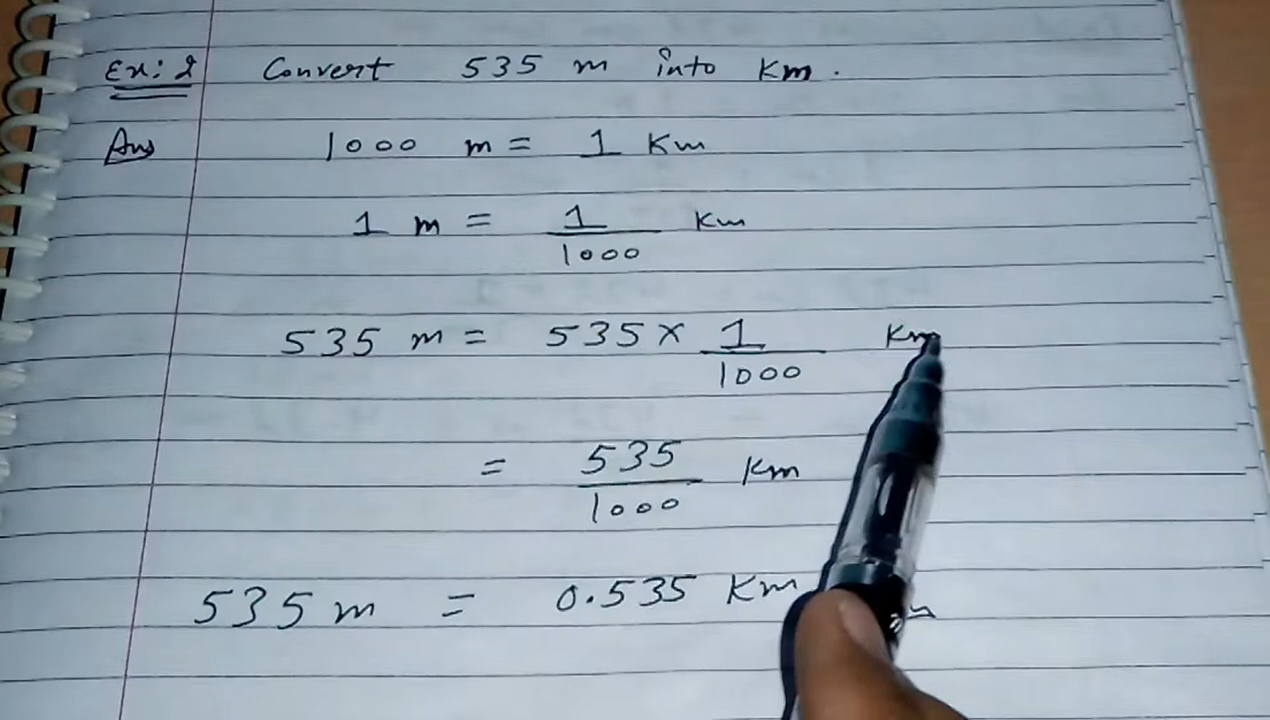 Ex: 2 Convert 535 m into Km.
Ans 1000 m = 1 Km
1 m = 1/1000 Km
535 m = 535 × 1/1000 Km
= 535/1000 Km
535 m = 0.535 Km